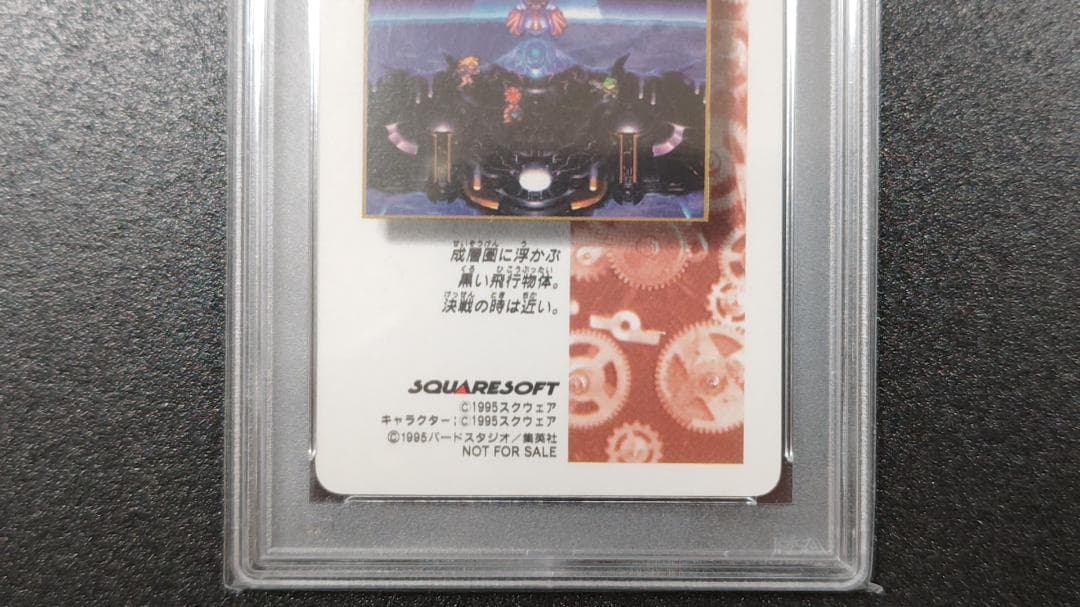 成層圏に浮かぶ
黒い飛行物体。
決戦の時は近い。
SQUARESOFT
©1995スクウェア
キャラクター：©1995スクウェア
©1995バードスタジオ／集英社
NOT FOR SALE